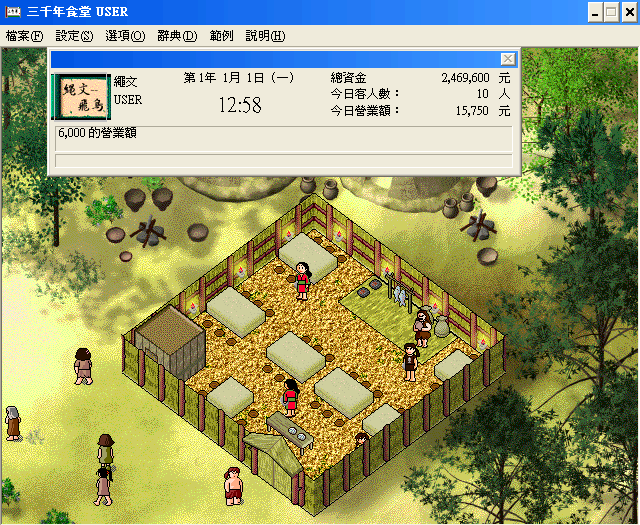 三千年食堂 USER
檔案(F) 設定(S) 選項(O) 辭典(D) 範例 說明(H)
繩文--
飛鳥
繩文
USER
第 1 年 1 月 1 日 (一)
12:58
總資金 2,469,600 元
今日客人數： 10 人
今日營業額： 15,750 元
6,000 的營業額